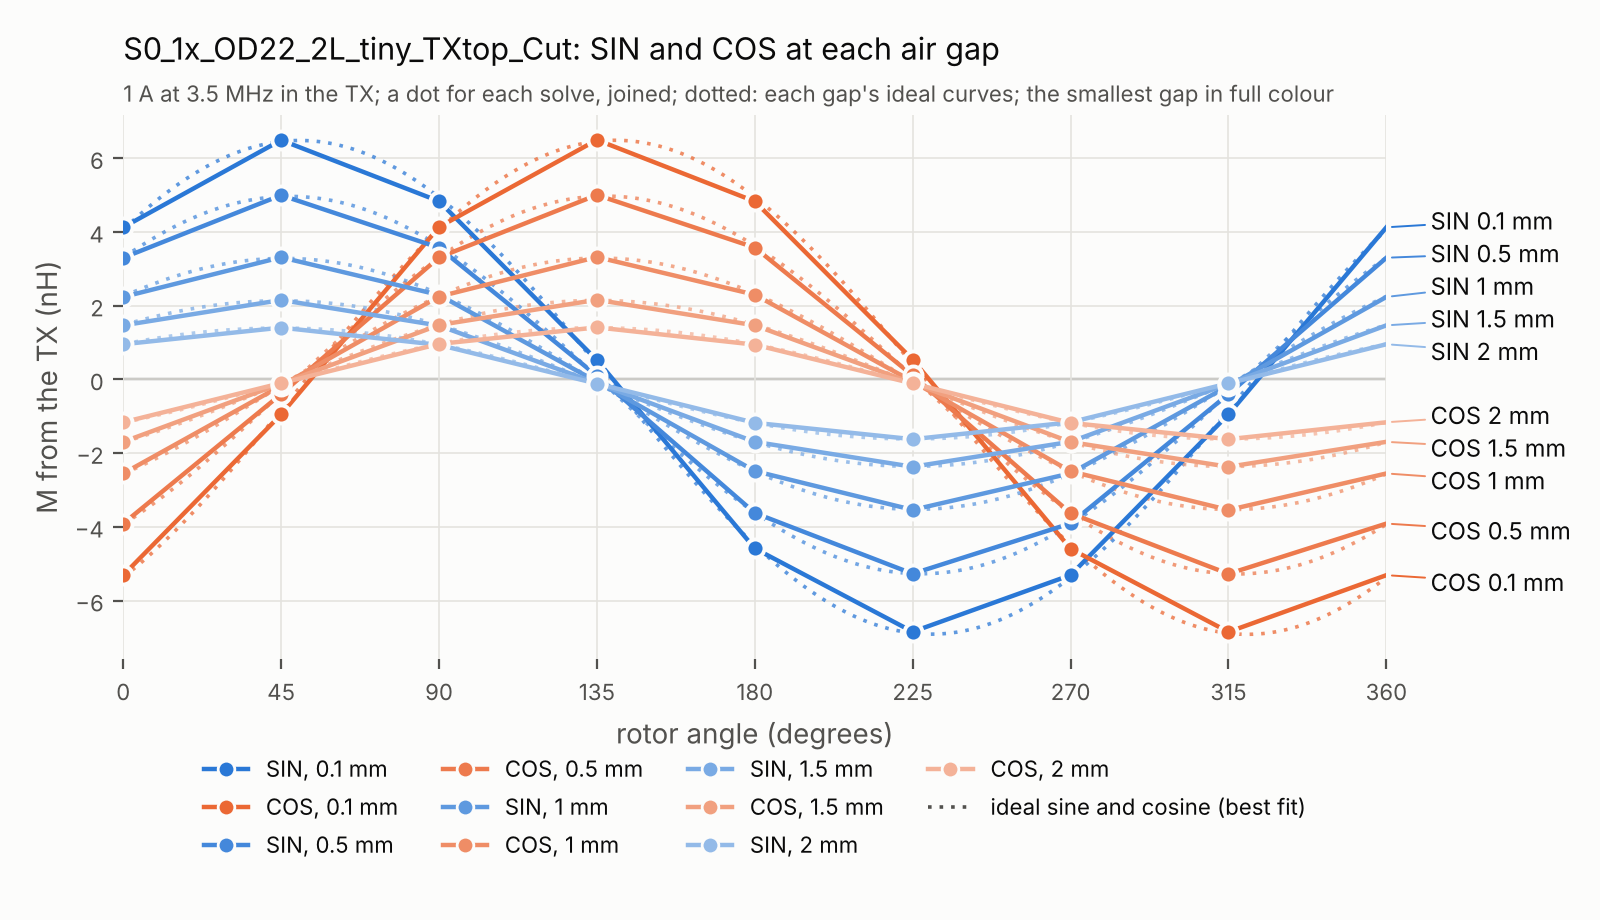 S0_1x_OD22_2L_tiny_TXtop_Cut: SIN and COS at each air gap
1 A at 3.5 MHz in the TX; a dot for each solve, joined; dotted: each gap's ideal curves; the smallest gap in full colour
M from the TX (nH)
6
4
2
0
−2
−4
−6
SIN 0.1 mm
SIN 0.5 mm
SIN 1 mm
SIN 1.5 mm
SIN 2 mm
COS 2 mm
COS 1.5 mm
COS 1 mm
COS 0.5 mm
COS 0.1 mm
0 45 90 135 180 225 270 315 360
rotor angle (degrees)
SIN, 0.1 mm COS, 0.5 mm SIN, 1.5 mm COS, 2 mm
COS, 0.1 mm SIN, 1 mm COS, 1.5 mm ideal sine and cosine (best fit)
SIN, 0.5 mm COS, 1 mm SIN, 2 mm